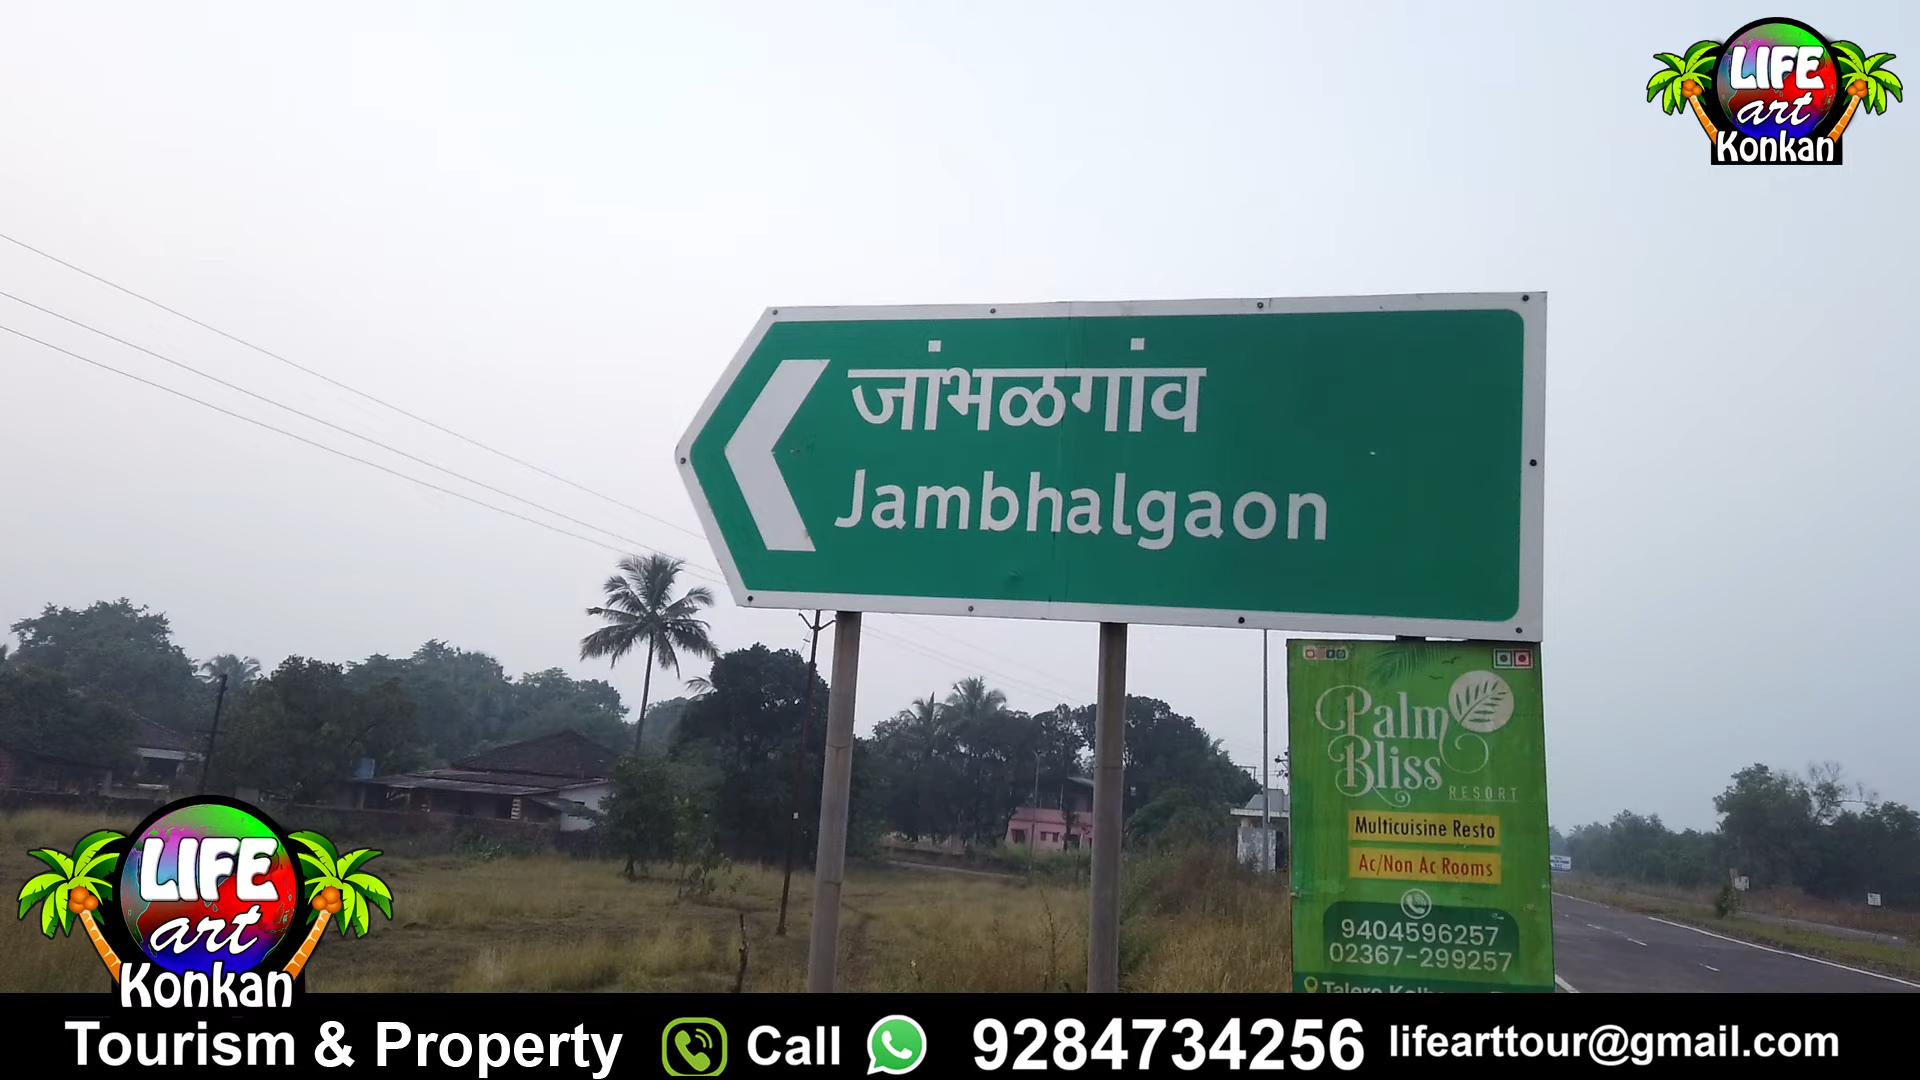 LIFE
art
Konkan
जांभळगांव
Jambhalgaon
Palm
Bliss
RESORT
Multicuisine Resto
Ac/Non Ac Rooms
9404596257
02367-299257
LIFE
art
Konkan
Tourism & Property Call 9284734256 lifearttour@gmail.com